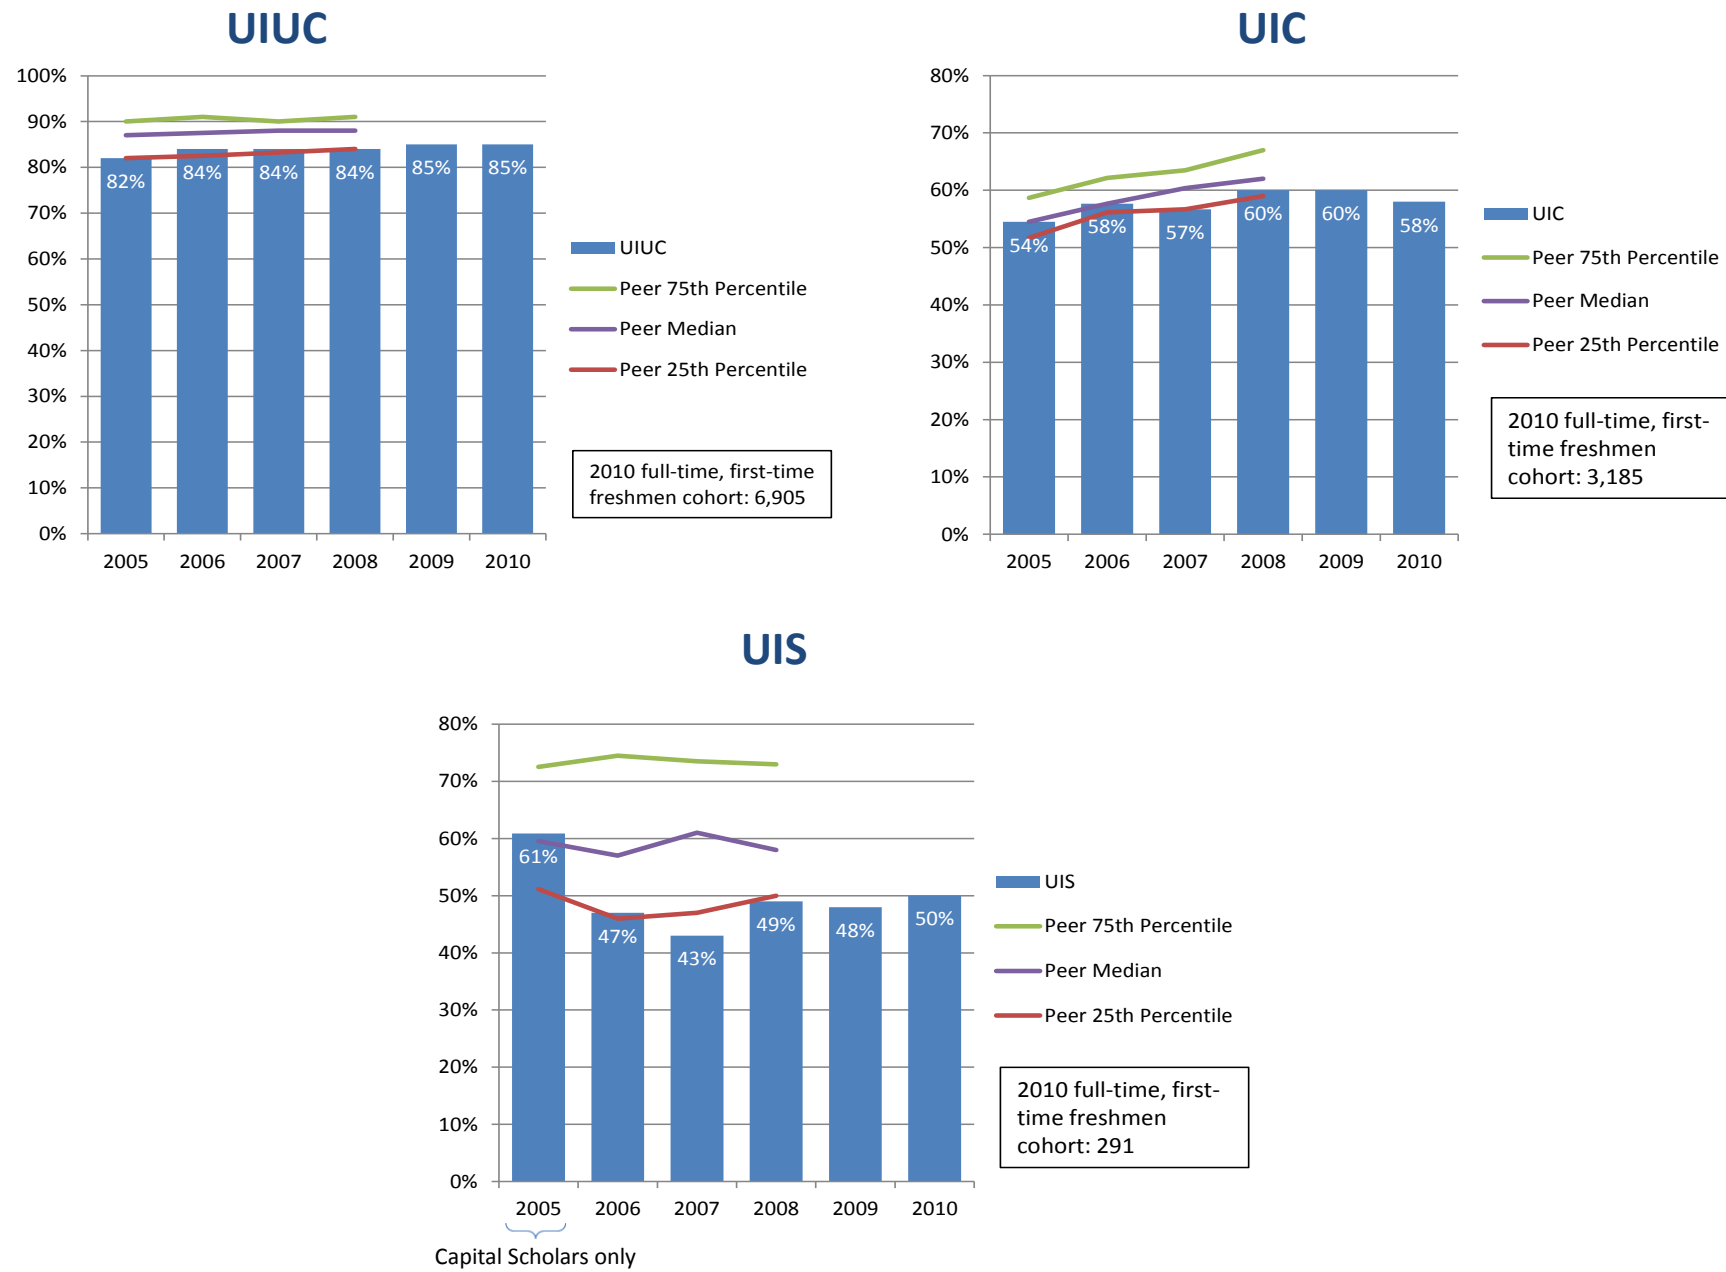 UIUC
100%
90%
80%
70%
60%
50%
40%
30%
20%
10%
0%
82%
84%
84%
84%
85%
85%
2005
2006
2007
2008
2009
2010
UIUC
Peer 75th Percentile
Peer Median
Peer 25th Percentile
2010 full-time, first-time
freshmen cohort: 6,905
UIC
80%
70%
60%
50%
40%
30%
20%
10%
0%
54%
58%
57%
60%
60%
58%
2005
2006
2007
2008
2009
2010
UIC
Peer 75th Percentile
Peer Median
Peer 25th Percentile
2010 full-time, first-
time freshmen
cohort: 3,185
UIS
80%
70%
60%
50%
40%
30%
20%
10%
0%
61%
47%
43%
49%
48%
50%
2005
2006
2007
2008
2009
2010
Capital Scholars only
UIS
Peer 75th Percentile
Peer Median
Peer 25th Percentile
2010 full-time, first-
time freshmen
cohort: 291